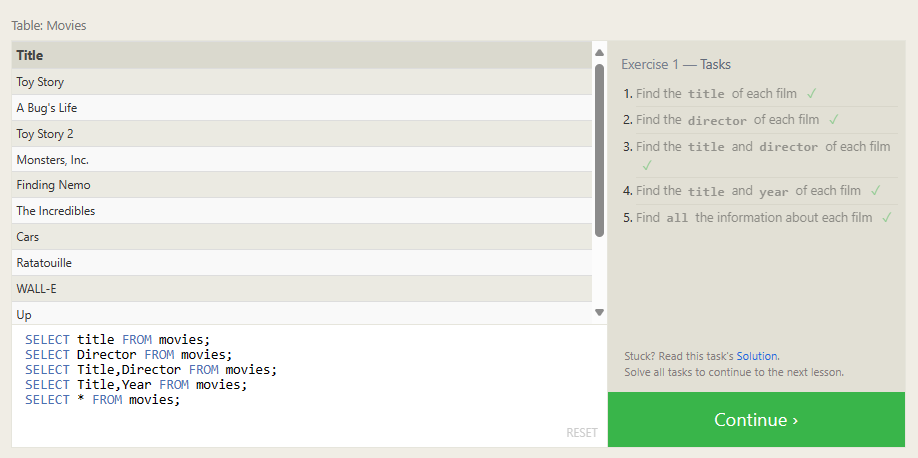 Table: Movies
Title
Toy Story
A Bug's Life
Toy Story 2
Monsters, Inc.
Finding Nemo
The Incredibles
Cars
Ratatouille
WALL-E
Up
SELECT title FROM movies;
SELECT Director FROM movies;
SELECT Title,Director FROM movies;
SELECT Title,Year FROM movies;
SELECT * FROM movies;
RESET
Exercise 1 — Tasks
1. Find the title of each film ✓
2. Find the director of each film ✓
3. Find the title and director of each film
✓
4. Find the title and year of each film ✓
5. Find all the information about each film ✓
Stuck? Read this task's Solution.
Solve all tasks to continue to the next lesson.
Continue ›